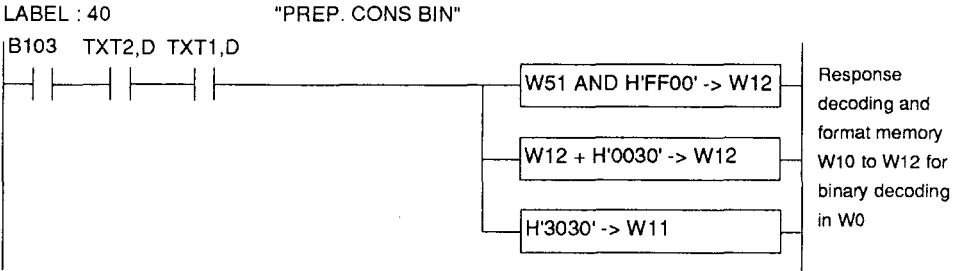 LABEL : 40 "PREP. CONS BIN"
B103 TXT2,D TXT1,D
W51 AND H'FF00' -> W12
W12 + H'0030' -> W12
H'3030' -> W11
Response
decoding and
format memory
W10 to W12 for
binary decoding
in W0